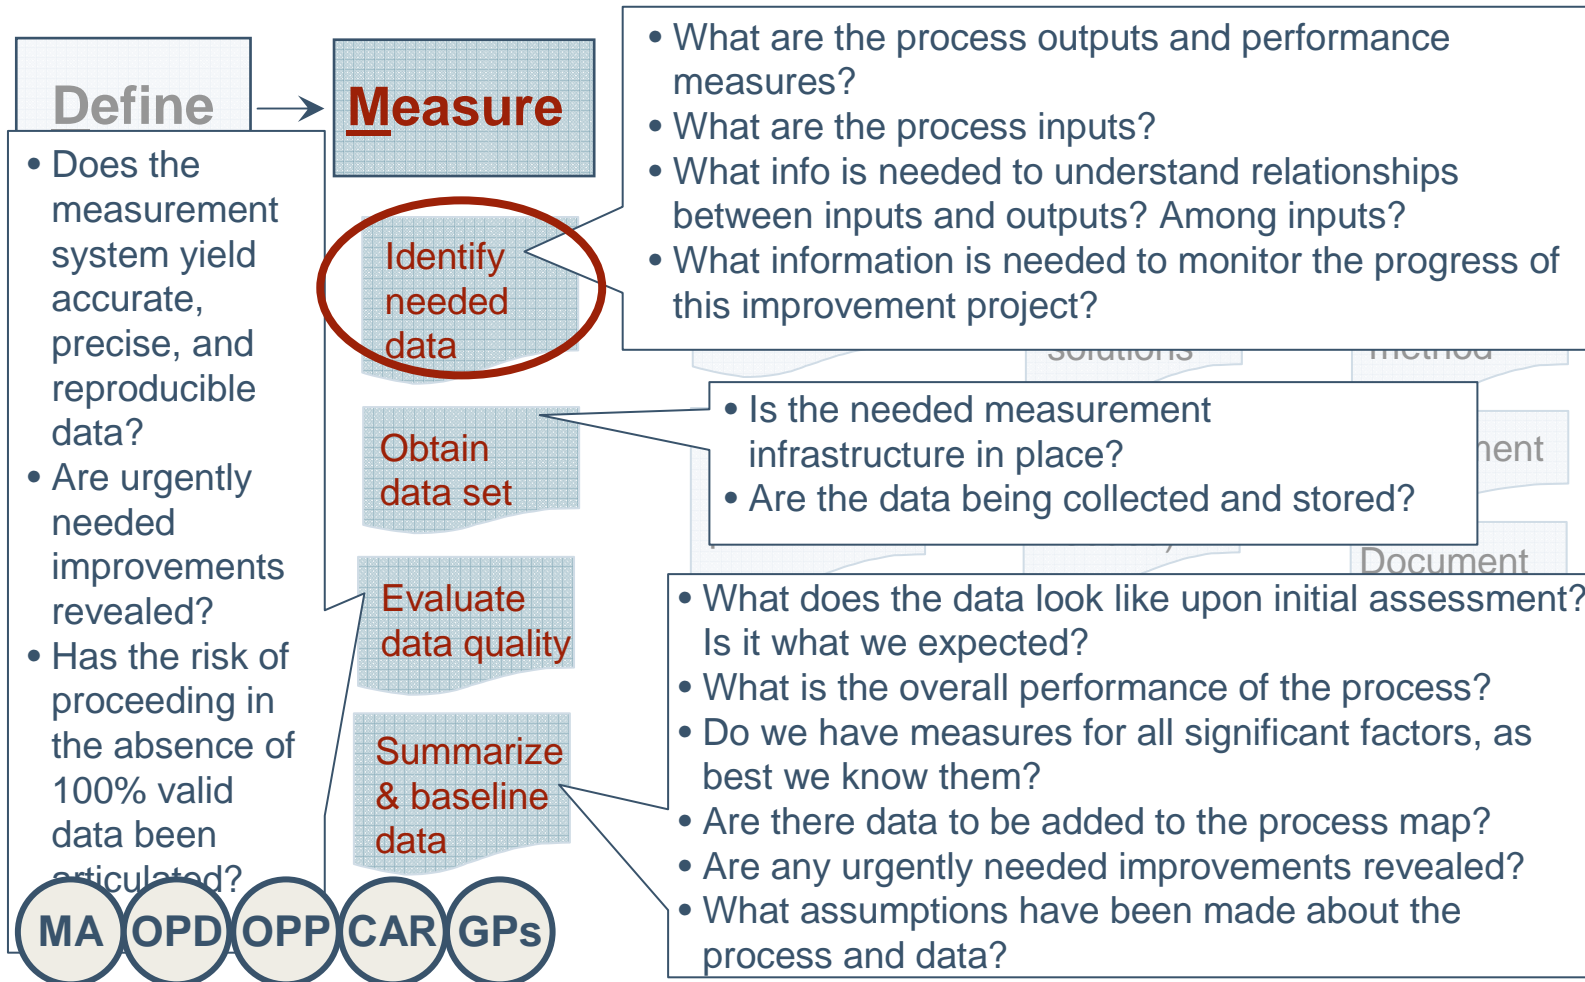 Define
Measure
• Does the
measurement
system yield
accurate,
precise, and
reproducible
data?
• Are urgently
needed
improvements
revealed?
• Has the risk of
proceeding in
the absence of
100% valid
data been
articulated?
Identify
needed
data
Obtain
data set
Evaluate
data quality
Summarize
& baseline
data
• What are the process outputs and performance
measures?
• What are the process inputs?
• What info is needed to understand relationships
between inputs and outputs? Among inputs?
• What information is needed to monitor the progress of
this improvement project?
solutions
method
• Is the needed measurement
infrastructure in place?
• Are the data being collected and stored?
Document
• What does the data look like upon initial assessment?
Is it what we expected?
• What is the overall performance of the process?
• Do we have measures for all significant factors, as
best we know them?
• Are there data to be added to the process map?
• Are any urgently needed improvements revealed?
• What assumptions have been made about the
process and data?
MA OPD OPP CAR GPs